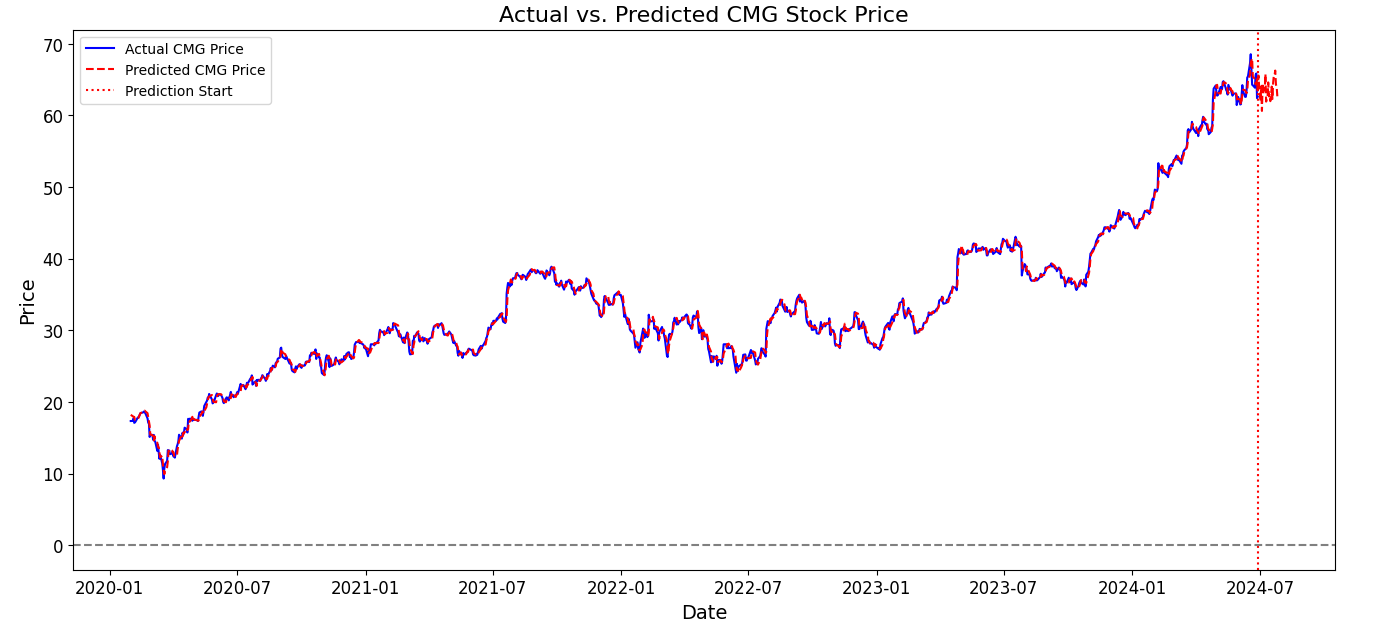 Actual vs. Predicted CMG Stock Price
Actual CMG Price
Predicted CMG Price
Prediction Start
70
60
50
40
30
20
10
0
Price
2020-01 2020-07 2021-01 2021-07 2022-01 2022-07 2023-01 2023-07 2024-01 2024-07
Date